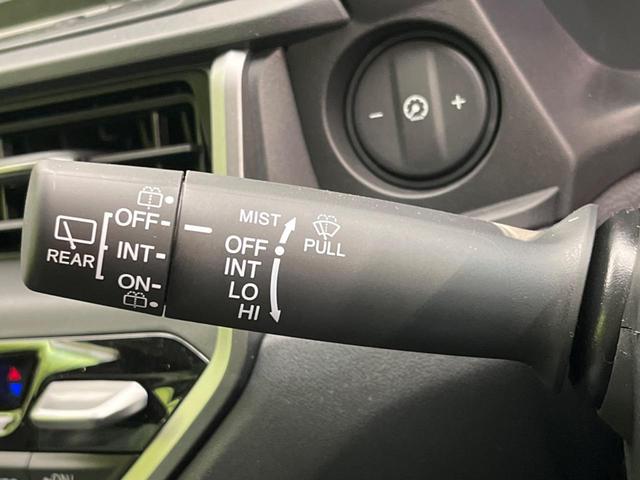 - +
OFF-
REAR INT-
ON-
MIST
OFF PULL
INT
LO
HI